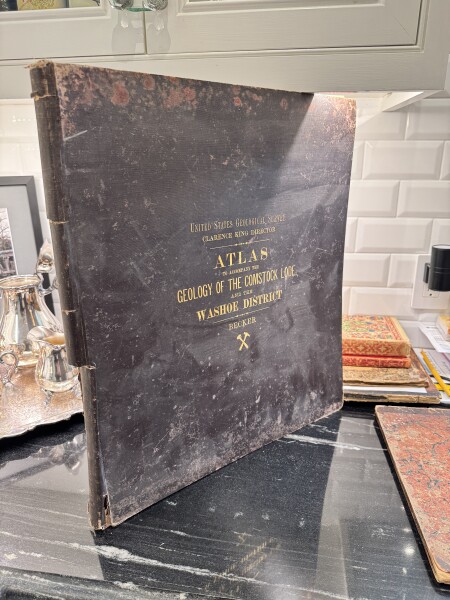 UNITED STATES GEOLOGICAL SURVEY
CLARENCE KING DIRECTOR
ATLAS
TO ACCOMPANY THE
GEOLOGY OF THE COMSTOCK LODE
AND THE
WASHOE DISTRICT
BECKER